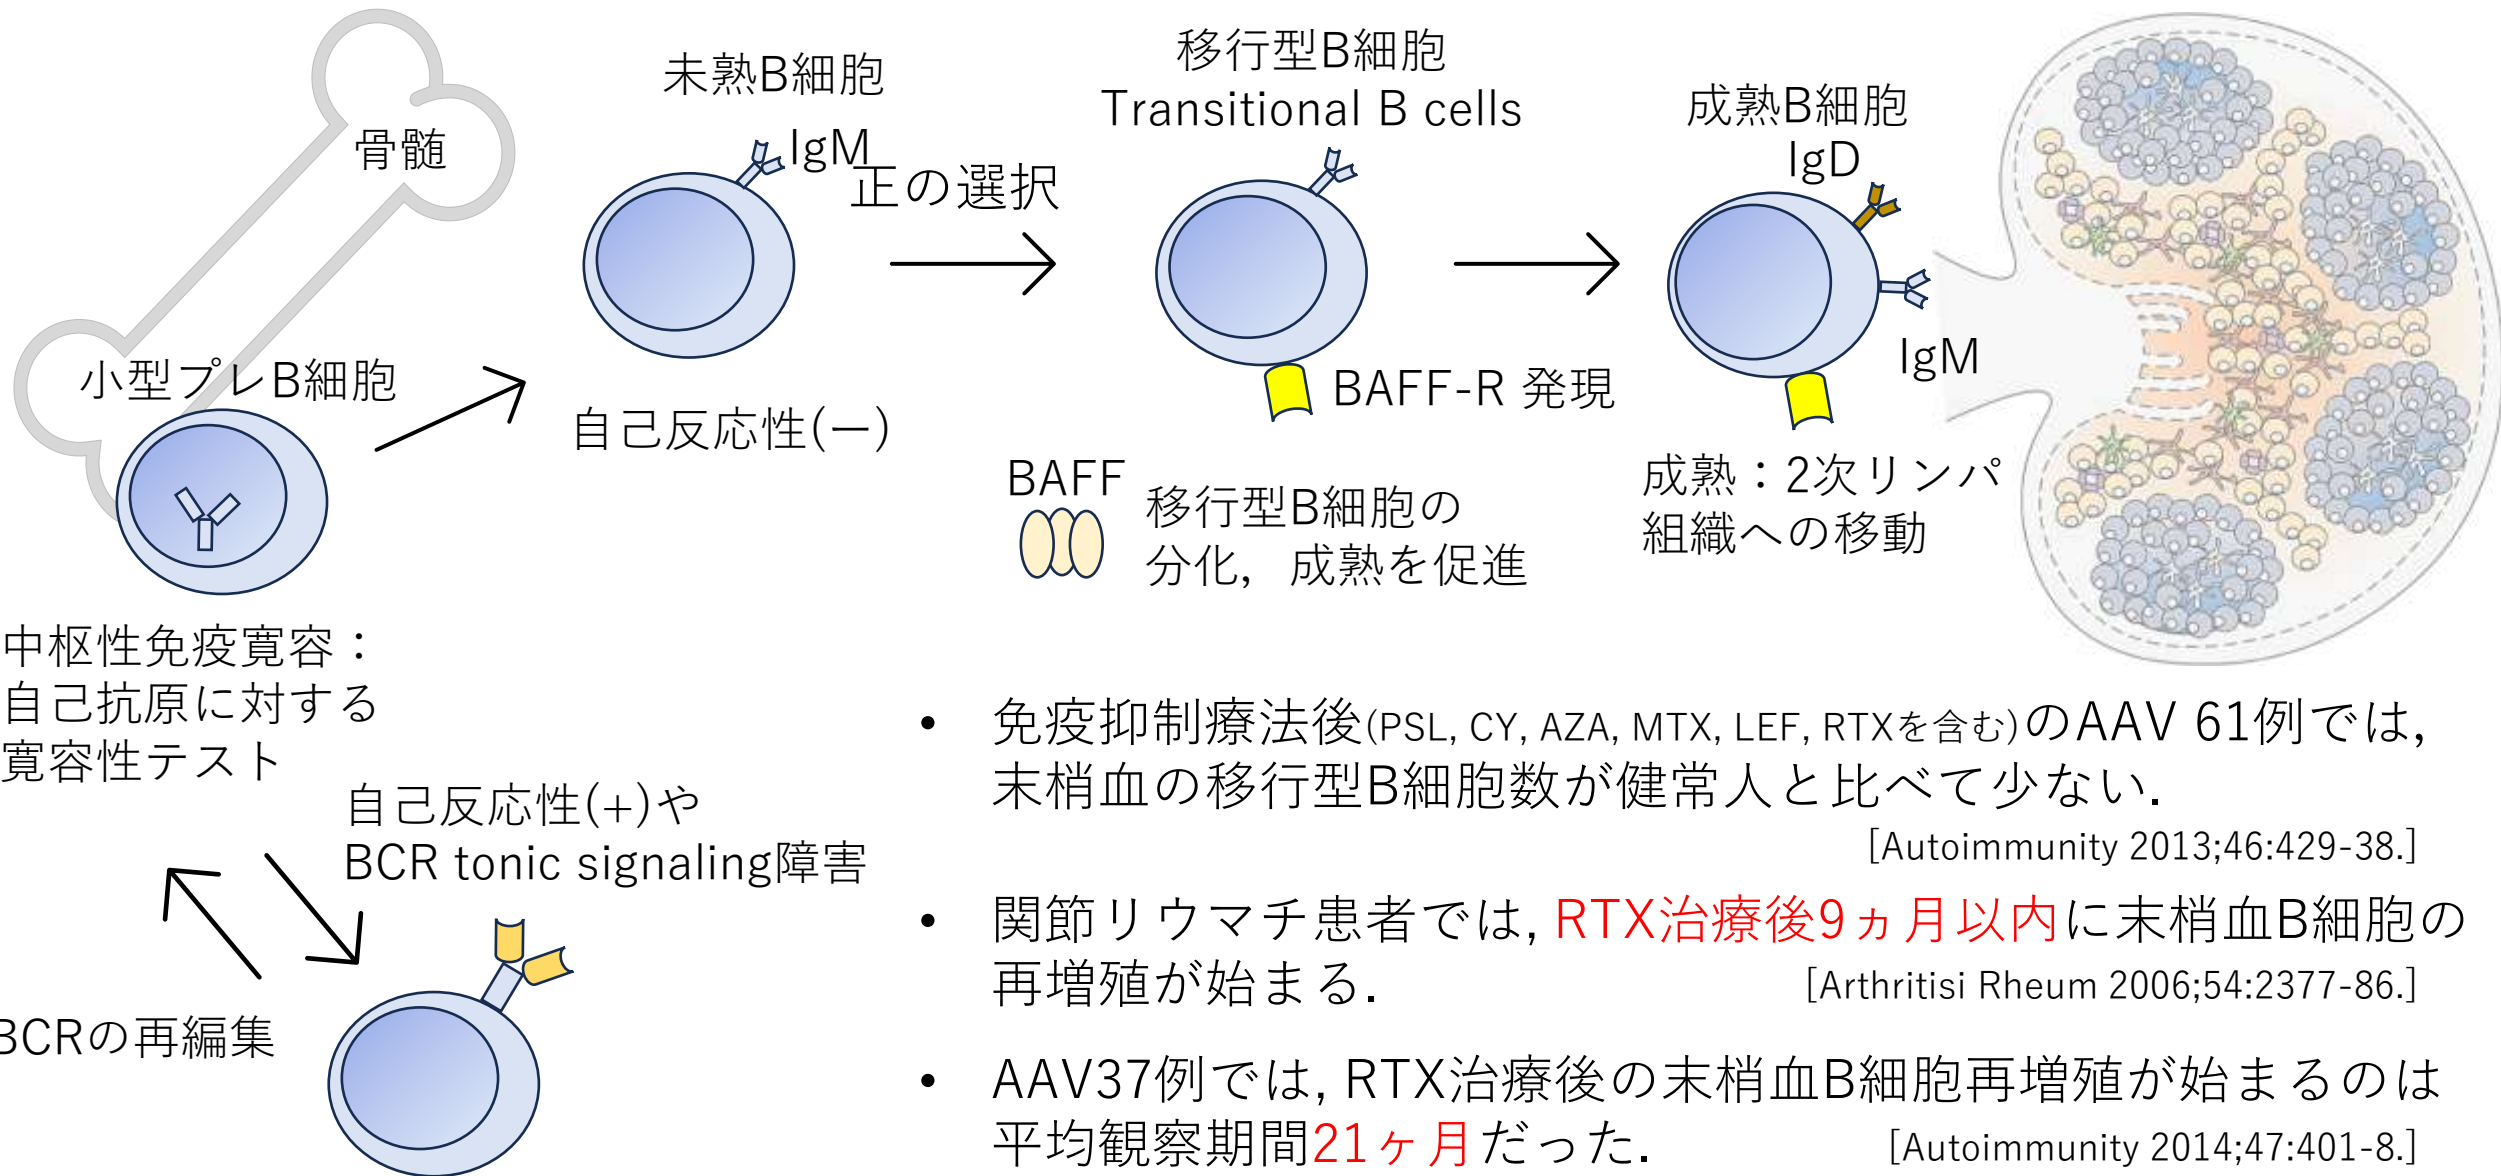 骨髄
未熟B細胞
IgM
正の選択
移行型B細胞
Transitional B cells
成熟B細胞
IgD
IgM
小型プレB細胞
自己反応性(ー)
BAFF-R 発現
BAFF
移行型B細胞の
分化, 成熟を促進
成熟：2次リンパ
組織への移動
中枢性免疫寛容：
自己抗原に対する
寛容性テスト
自己反応性(+)や
BCR tonic signaling障害
BCRの再編集
• 免疫抑制療法後(PSL, CY, AZA, MTX, LEF, RTXを含む)のAAV 61例では,
末梢血の移行型B細胞数が健常人と比べて少ない.
[Autoimmunity 2013;46:429-38.]
• 関節リウマチ患者では, RTX治療後9ヵ月以内に末梢血B細胞の
再増殖が始まる.
[Arthritisi Rheum 2006;54:2377-86.]
• AAV37例では, RTX治療後の末梢血B細胞再増殖が始まるのは
平均観察期間21ヶ月だった.
[Autoimmunity 2014;47:401-8.]